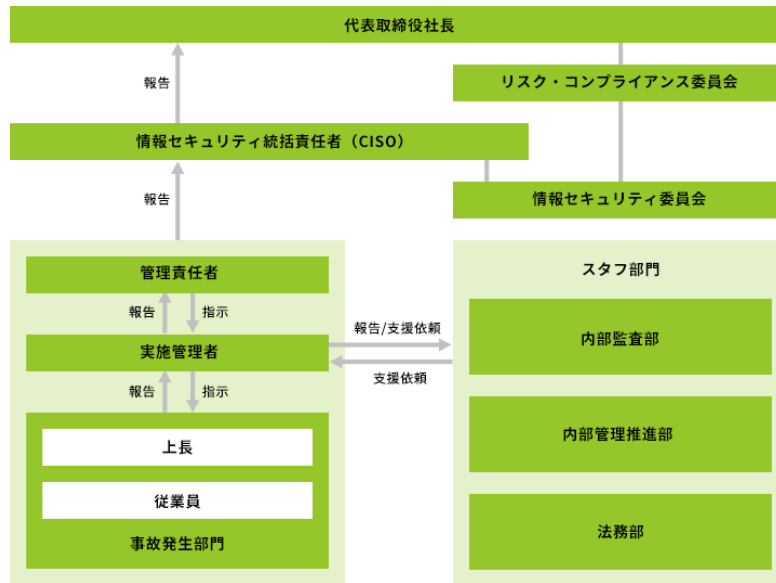 代表取締役社長
報告
リスク・コンプライアンス委員会
情報セキュリティ統括責任者（CISO）
報告
情報セキュリティ委員会
管理責任者
報告
指示
実施管理者
報告
指示
上長
従業員
事故発生部門
報告/支援依頼
支援依頼
スタフ部門
内部監査部
内部管理推進部
法務部